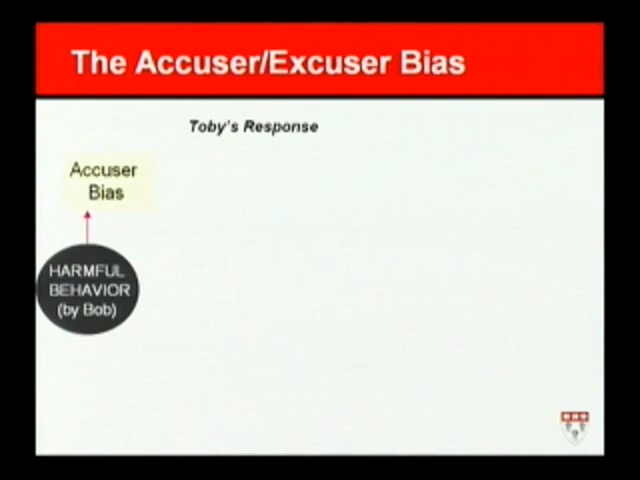 The Accuser/Excuser Bias
Toby's Response
Accuser
Bias
HARMFUL
BEHAVIOR
(by Bob)